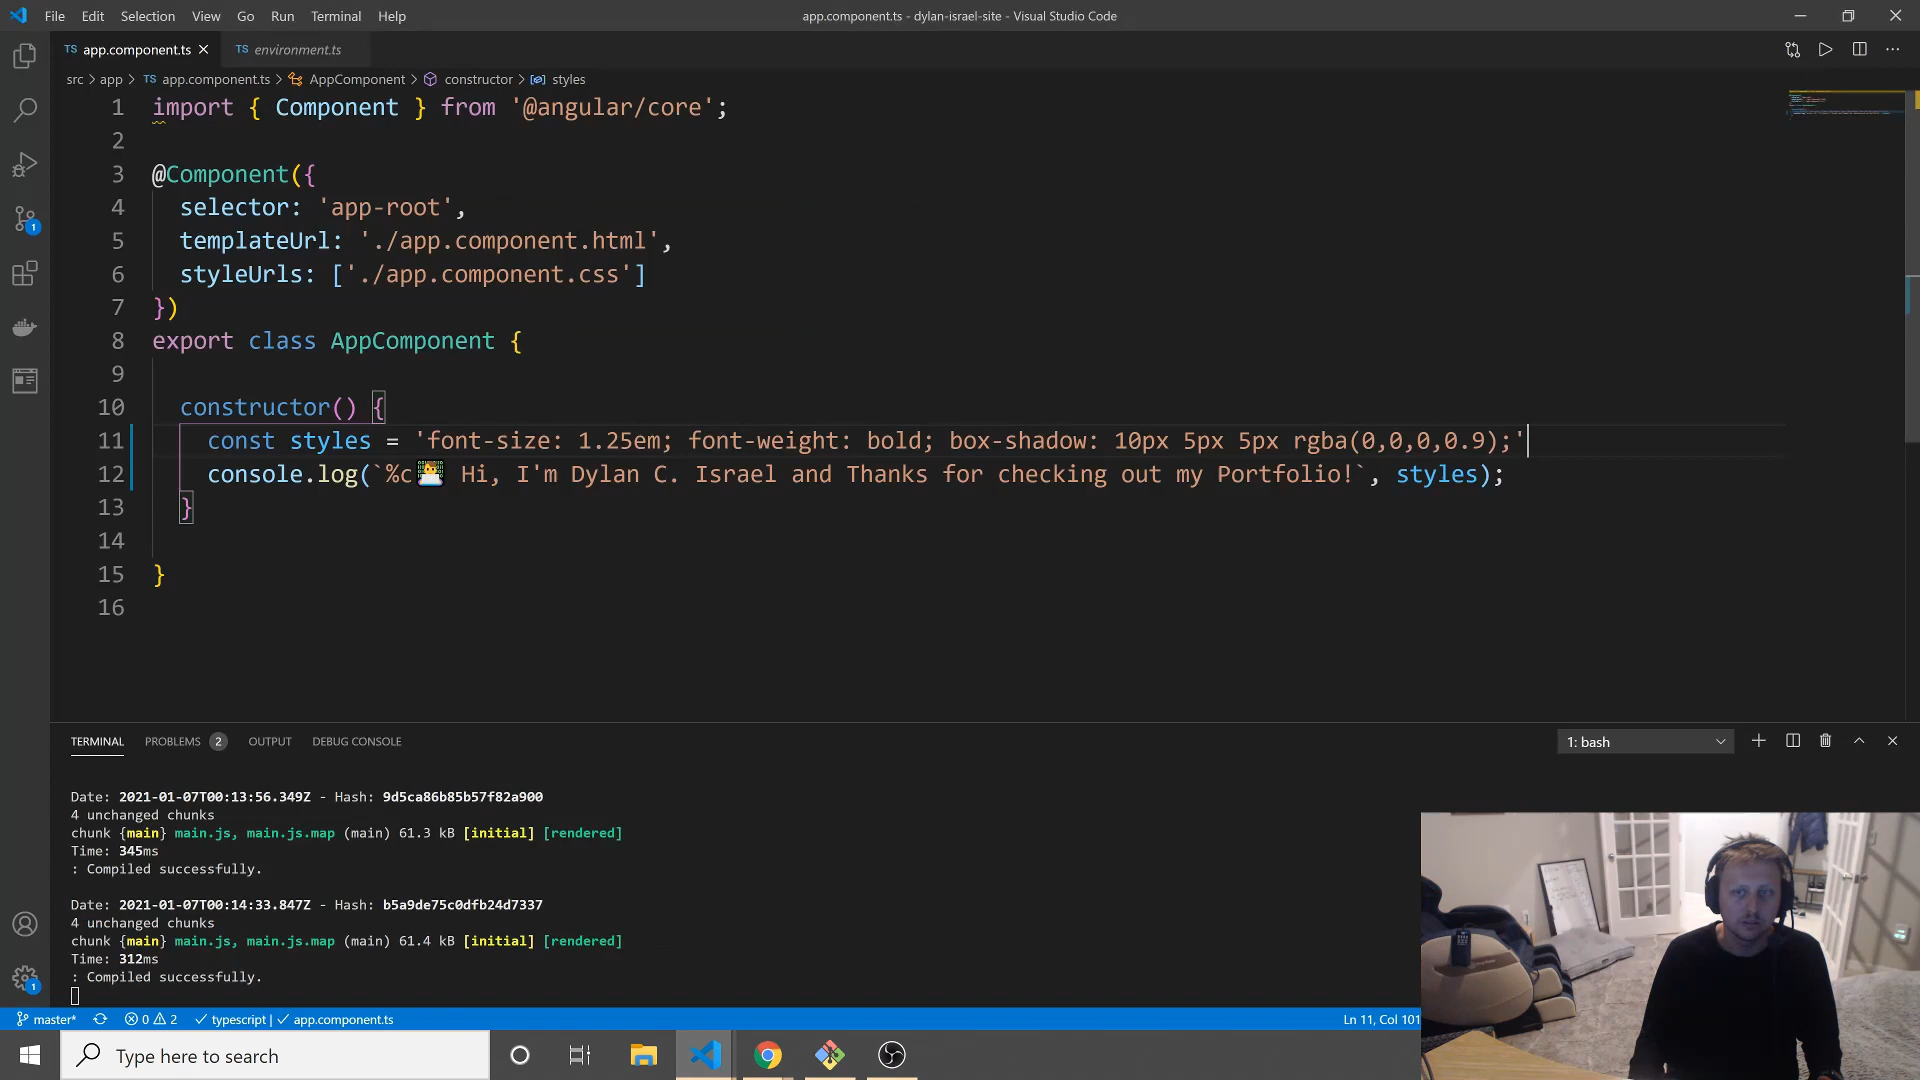 File Edit Selection View Go Run Terminal Help
app.component.ts - dylan-israel-site - Visual Studio Code
TS app.component.ts
TS environment.ts
src > app > TS app.component.ts > AppComponent > constructor > styles
1 import { Component } from '@angular/core';
2
3 @Component({
4 selector: 'app-root',
5 templateUrl: './app.component.html',
6 styleUrls: ['./app.component.css']
7 })
8 export class AppComponent {
9
10 constructor() {
11 const styles = 'font-size: 1.25em; font-weight: bold; box-shadow: 10px 5px 5px rgba(0,0,0,0.9);'
12 console.log(`%c👨‍💻 Hi, I'm Dylan C. Israel and Thanks for checking out my Portfolio!`, styles);
13 }
14
15 }
16
TERMINAL PROBLEMS 2 OUTPUT DEBUG CONSOLE
1: bash
Date: 2021-01-07T00:13:56.349Z - Hash: 9d5ca86b85b57f82a900
4 unchanged chunks
chunk {main} main.js, main.js.map (main) 61.3 kB [initial] [rendered]
Time: 345ms
: Compiled successfully.
Date: 2021-01-07T00:14:33.847Z - Hash: b5a9de75c0dfb24d7337
4 unchanged chunks
chunk {main} main.js, main.js.map (main) 61.4 kB [initial] [rendered]
Time: 312ms
: Compiled successfully.
1
1
master* 0 2 typescript | app.component.ts
Ln 11, Col 101
Type here to search